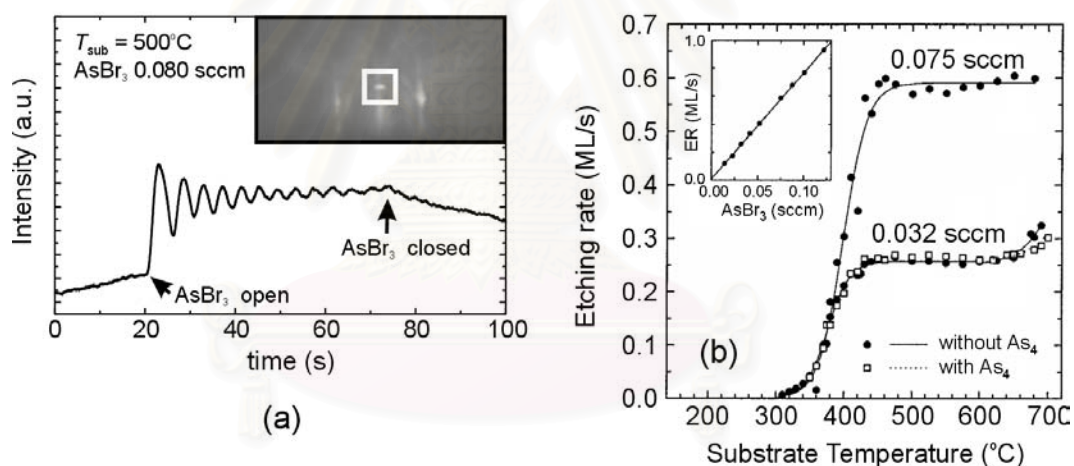 T_sub = 500°C
AsBr₃ 0.080 sccm
Intensity (a.u.)
AsBr₃ open
AsBr₃ closed
0 20 40 60 80 100
time (s)
(a)
0.7
0.6
0.5
0.4
0.3
0.2
0.1
0.0
Etching rate (ML/s)
1.0
0.0
ER (ML/s)
0.00 0.05 0.10
AsBr₃ (sccm)
0.075 sccm
0.032 sccm
(b)
without As₄
with As₄
200 300 400 500 600 700
Substrate Temperature (°C)